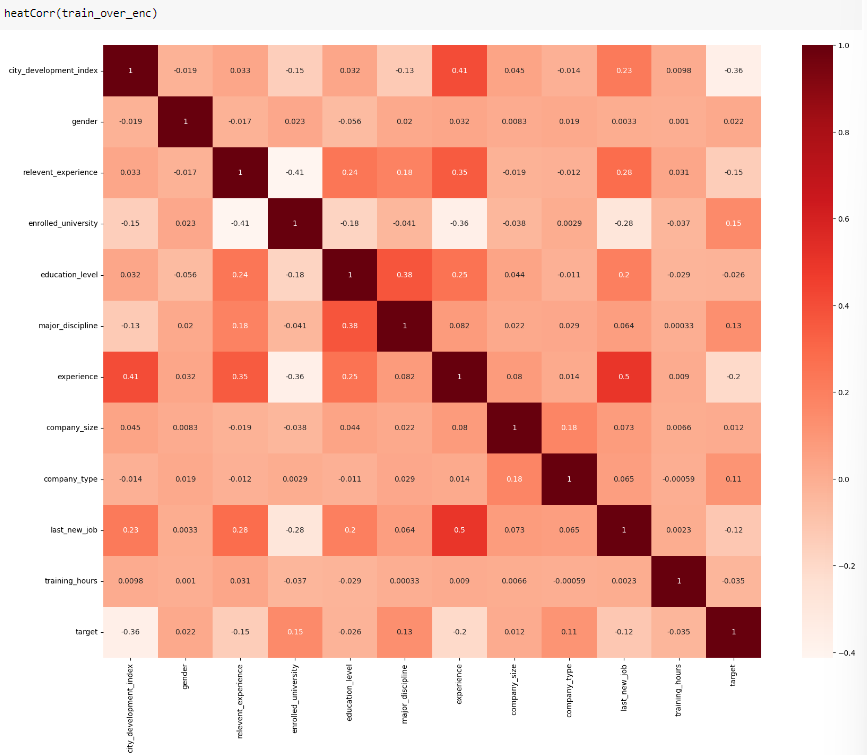 heatCorr(train_over_enc)
city_development_index 1 -0.019 0.033 -0.15 0.032 -0.13 0.41 0.045 -0.014 0.23 0.0098 -0.36
gender -0.019 1 -0.017 0.023 -0.056 0.02 0.032 0.0083 0.019 0.0033 0.001 0.022
relevent_experience 0.033 -0.017 1 -0.41 0.24 0.18 0.35 -0.019 -0.012 0.28 0.031 -0.15
enrolled_university -0.15 0.023 -0.41 1 -0.18 -0.041 -0.36 -0.038 0.0029 -0.28 -0.037 0.15
education_level 0.032 -0.056 0.24 -0.18 1 0.38 0.25 0.044 -0.011 0.2 -0.029 -0.026
major_discipline -0.13 0.02 0.18 -0.041 0.38 1 0.082 0.022 0.029 0.064 0.00033 0.13
experience 0.41 0.032 0.35 -0.36 0.25 0.082 1 0.08 0.014 0.5 0.009 -0.2
company_size 0.045 0.0083 -0.019 -0.038 0.044 0.022 0.08 1 0.18 0.073 0.0066 0.012
company_type -0.014 0.019 -0.012 0.0029 -0.011 0.029 0.014 0.18 1 0.065 -0.00059 0.11
last_new_job 0.23 0.0033 0.28 -0.28 0.2 0.064 0.5 0.073 0.065 1 0.0023 -0.12
training_hours 0.0098 0.001 0.031 -0.037 -0.029 0.00033 0.009 0.0066 -0.00059 0.0023 1 -0.035
target -0.36 0.022 -0.15 0.15 -0.026 0.13 -0.2 0.012 0.11 -0.12 -0.035 1
city_development_index
gender
relevent_experience
enrolled_university
education_level
major_discipline
experience
company_size
company_type
last_new_job
training_hours
target
1.0
0.8
0.6
0.4
0.2
0.0
-0.2
-0.4